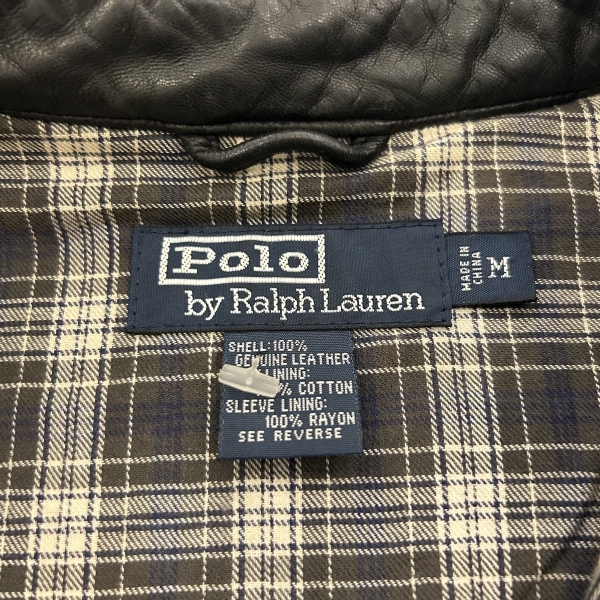 Polo
by Ralph Lauren
MADE IN
CHINA
M
SHELL: 100%
GENUINE LEATHER
LINING:
% COTTON
SLEEVE LINING:
100% RAYON
SEE REVERSE